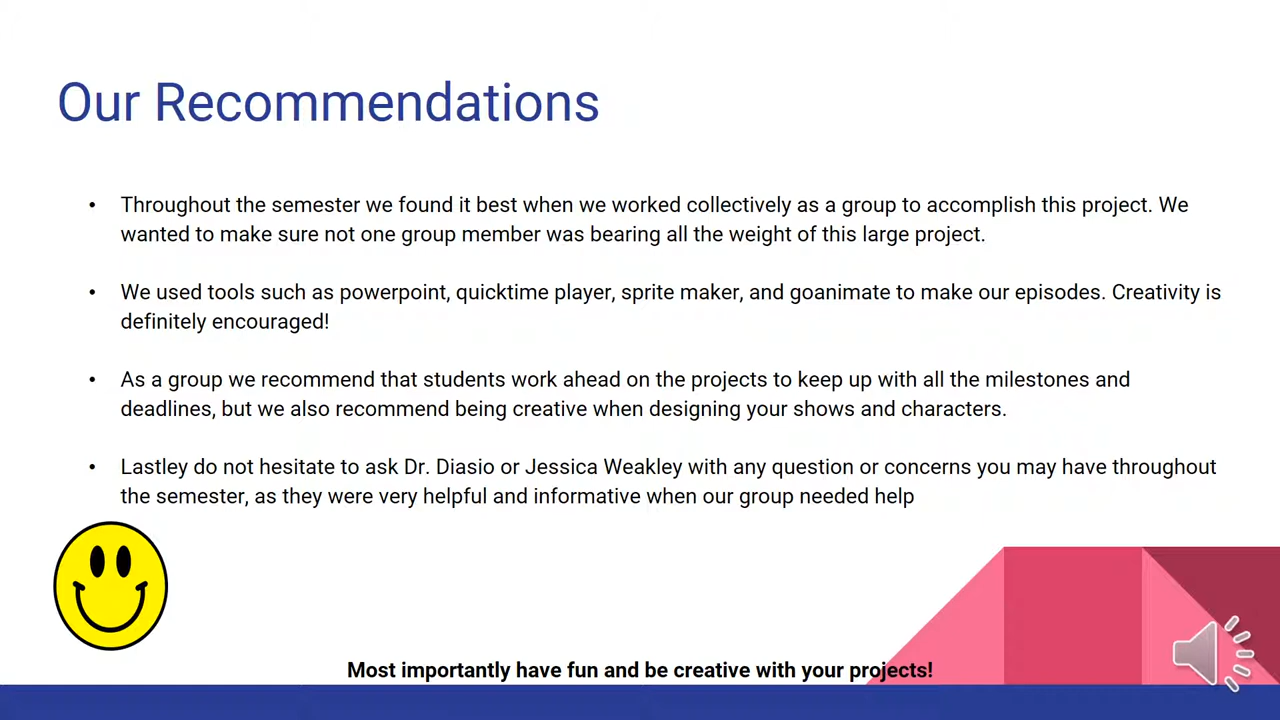 Our Recommendations
• Throughout the semester we found it best when we worked collectively as a group to accomplish this project. We
wanted to make sure not one group member was bearing all the weight of this large project.
• We used tools such as powerpoint, quicktime player, sprite maker, and goanimate to make our episodes. Creativity is
definitely encouraged!
• As a group we recommend that students work ahead on the projects to keep up with all the milestones and
deadlines, but we also recommend being creative when designing your shows and characters.
• Lastley do not hesitate to ask Dr. Diasio or Jessica Weakley with any question or concerns you may have throughout
the semester, as they were very helpful and informative when our group needed help
Most importantly have fun and be creative with your projects!